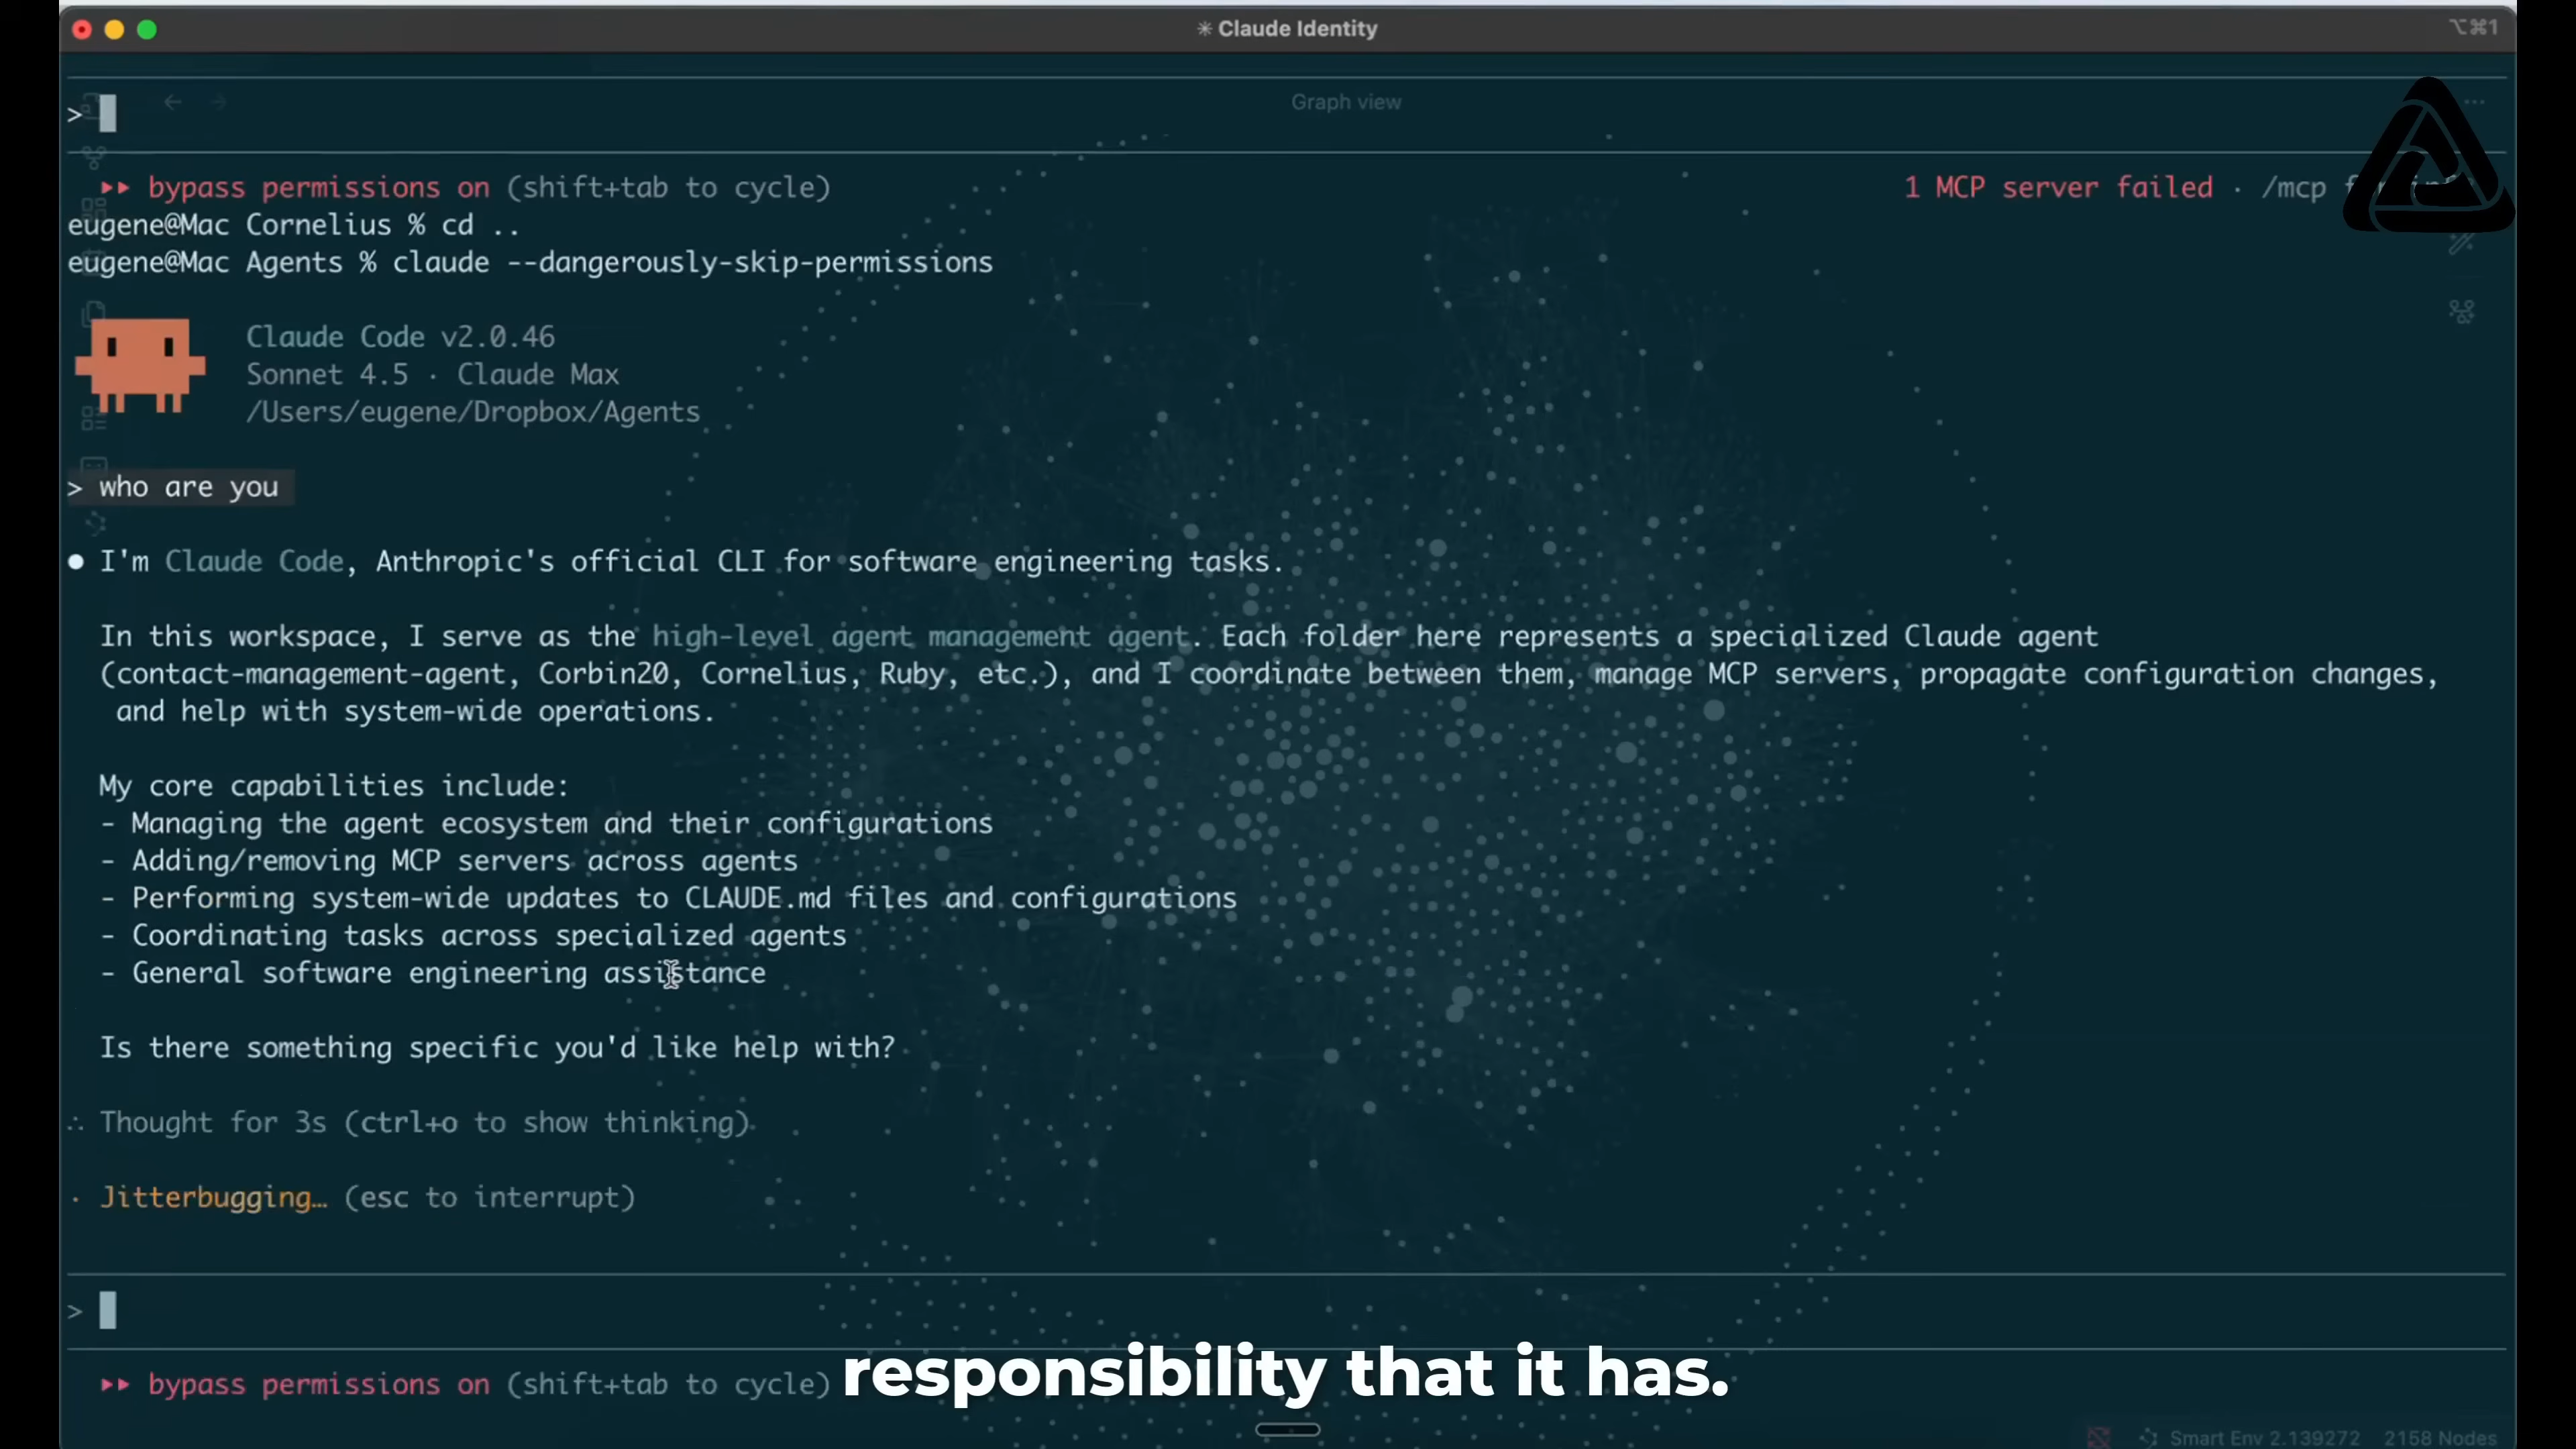 ✳ Claude Identity
⌥⌘1
Graph view
>
bypass permissions on (shift+tab to cycle)
1 MCP server failed · /mcp
eugene@Mac Cornelius % cd ..
eugene@Mac Agents % claude --dangerously-skip-permissions
Claude Code v2.0.46
Sonnet 4.5 · Claude Max
/Users/eugene/Dropbox/Agents
> who are you
● I'm Claude Code, Anthropic's official CLI for software engineering tasks.
In this workspace, I serve as the high-level agent management agent. Each folder here represents a specialized Claude agent
(contact-management-agent, Corbin20, Cornelius, Ruby, etc.), and I coordinate between them, manage MCP servers, propagate configuration changes,
and help with system-wide operations.
My core capabilities include:
- Managing the agent ecosystem and their configurations
- Adding/removing MCP servers across agents
- Performing system-wide updates to CLAUDE.md files and configurations
- Coordinating tasks across specialized agents
- General software engineering assistance
Is there something specific you'd like help with?
∴ Thought for 3s (ctrl+o to show thinking)
· Jitterbugging… (esc to interrupt)
>
bypass permissions on (shift+tab to cycle)
responsibility that it has.
Smart Env 2.139272 2158 Nodes